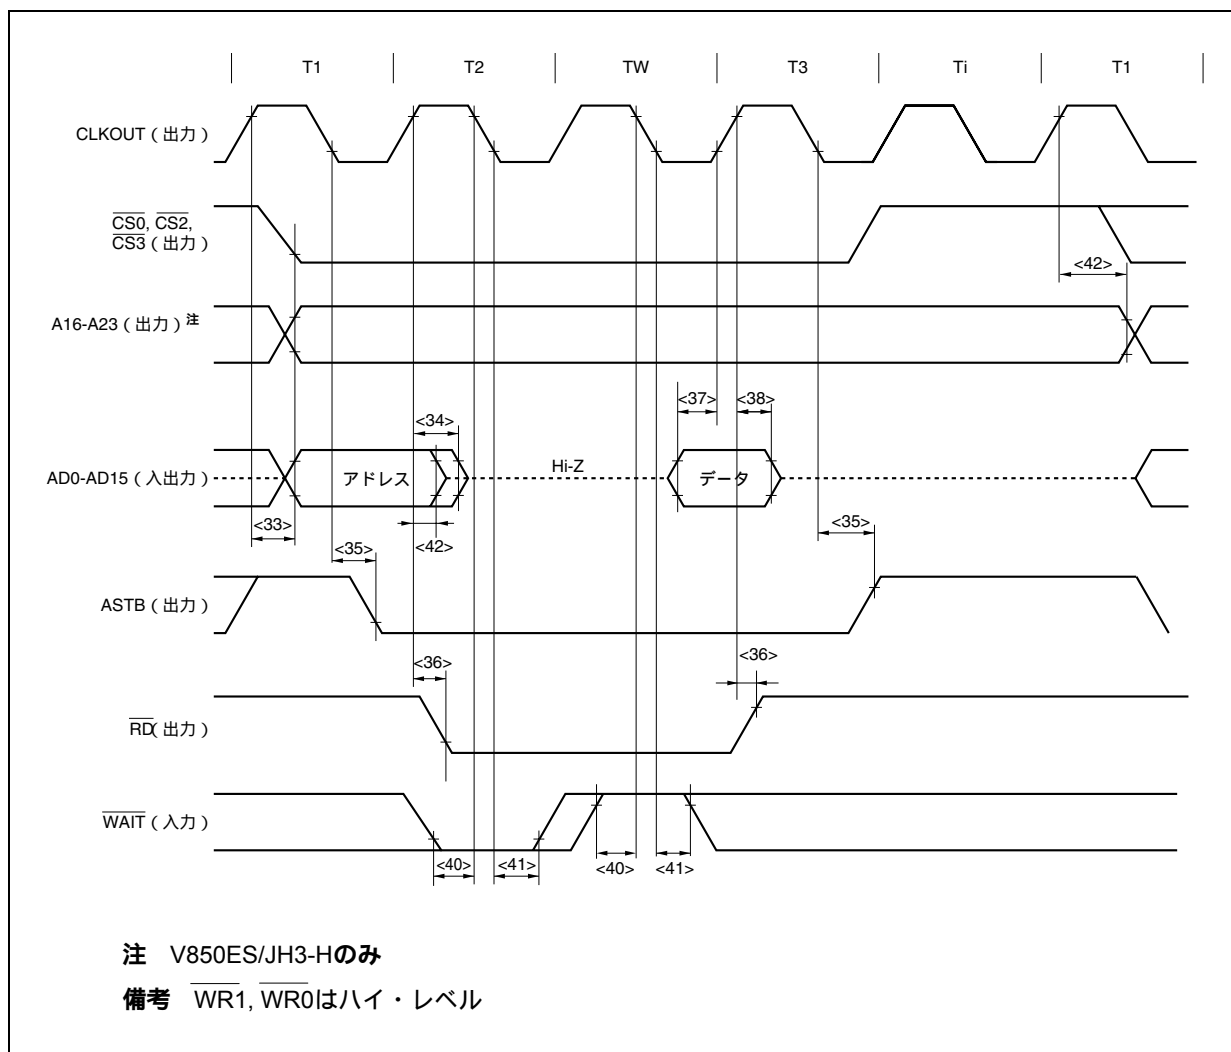 T1 T2 TW T3 Ti T1
CLKOUT（出力）
CS0, CS2,
CS3（出力）
<42>
A16-A23（出力）注
<37> <38>
<34>
AD0-AD15（入出力） アドレス Hi-Z データ
<33> <42> <35>
<35>
ASTB（出力）
<36> <36>
RD（出力）
WAIT（入力）
<40> <41> <40> <41>
注 V850ES/JH3-Hのみ
備考 WR1, WR0はハイ・レベル